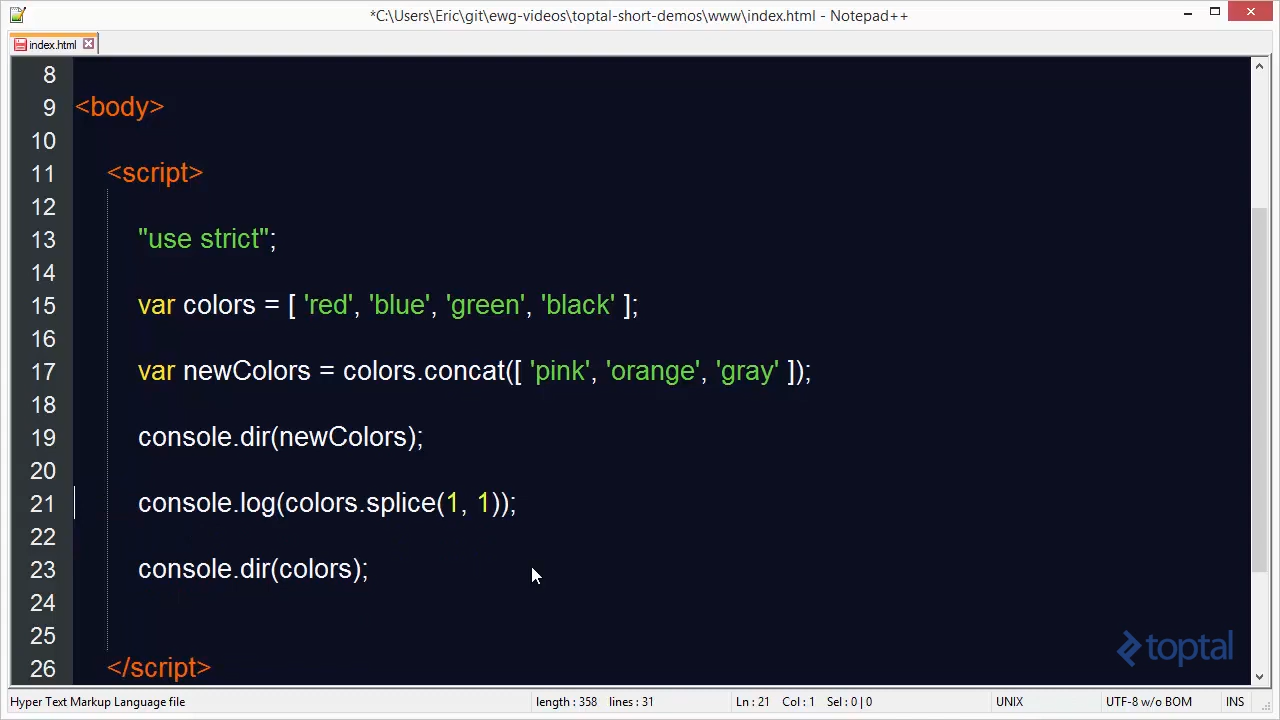 *C:\Users\Eric\git\ewg-videos\toptal-short-demos\www\index.html - Notepad++
index.html
8
9 <body>
10
11 <script>
12
13 "use strict";
14
15 var colors = [ 'red', 'blue', 'green', 'black' ];
16
17 var newColors = colors.concat([ 'pink', 'orange', 'gray' ]);
18
19 console.dir(newColors);
20
21 console.log(colors.splice(1, 1));
22
23 console.dir(colors);
24
25
26 </script>
toptal
Hyper Text Markup Language file length : 358 lines : 31 Ln : 21 Col : 1 Sel : 0 | 0 UNIX UTF-8 w/o BOM INS